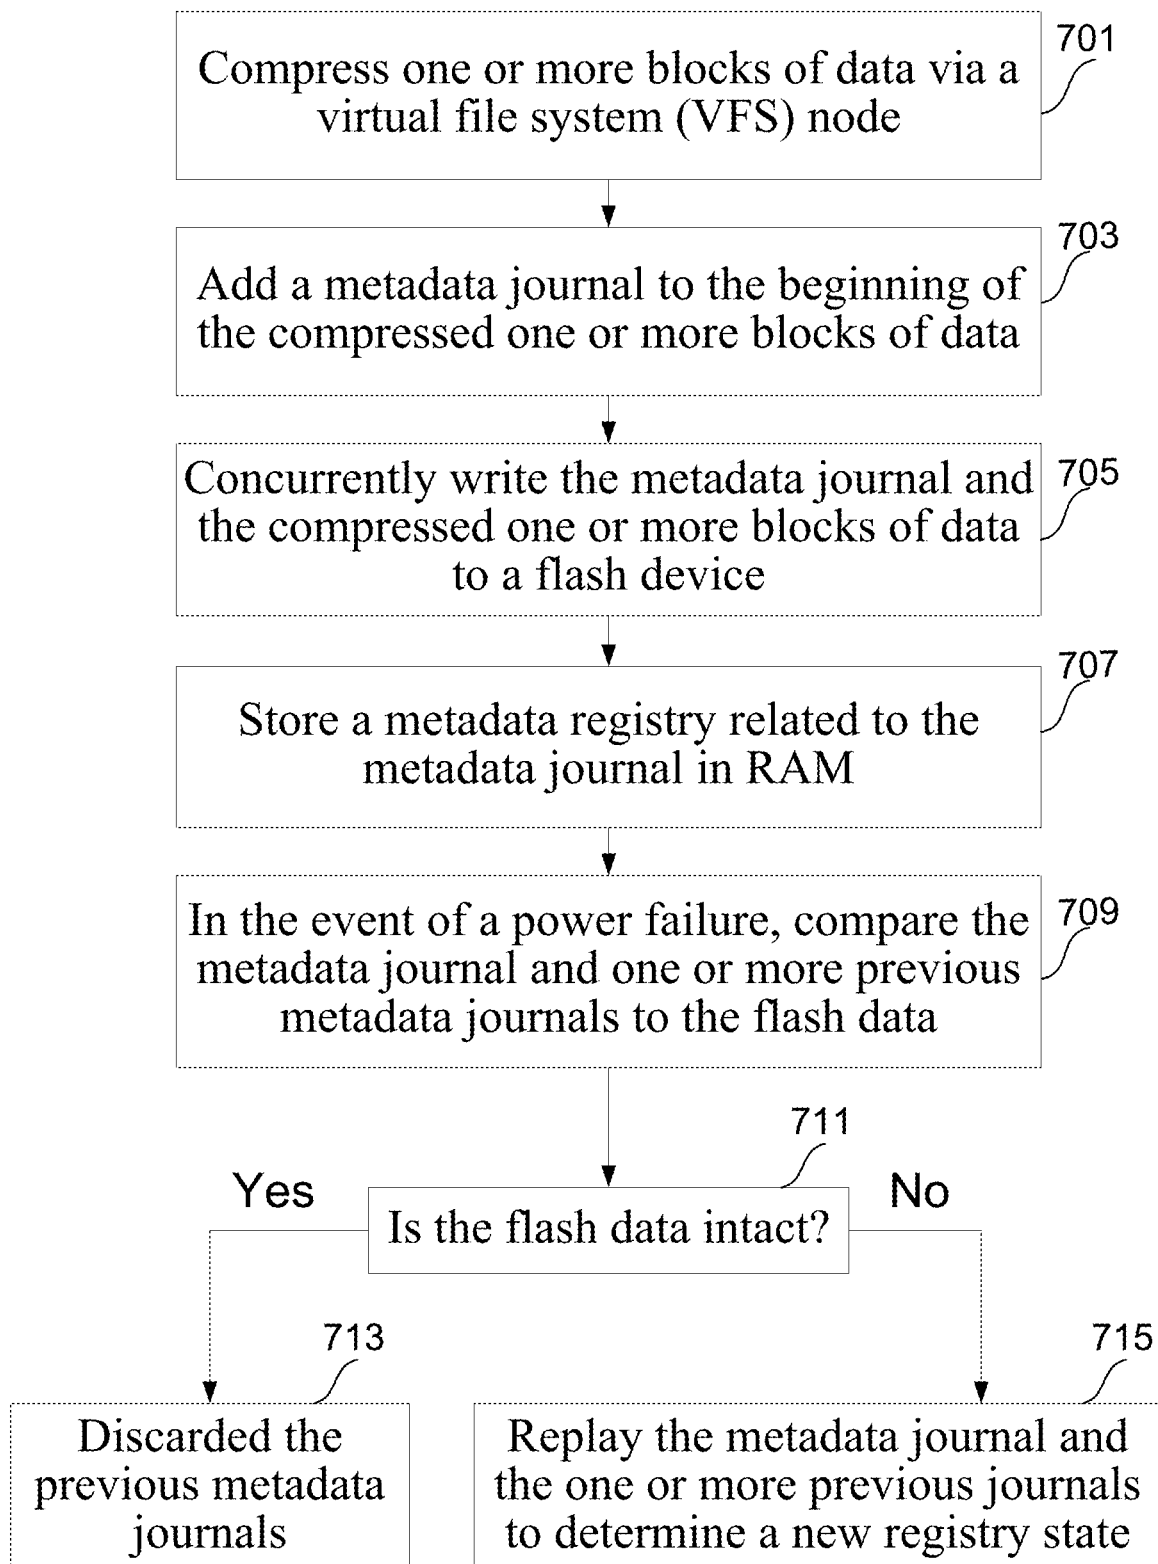 701
Compress one or more blocks of data via a
virtual file system (VFS) node
703
Add a metadata journal to the beginning of
the compressed one or more blocks of data
705
Concurrently write the metadata journal and
the compressed one or more blocks of data
to a flash device
707
Store a metadata registry related to the
metadata journal in RAM
709
In the event of a power failure, compare the
metadata journal and one or more previous
metadata journals to the flash data
711
Yes
No
Is the flash data intact?
713
715
Discarded the
previous metadata
journals
Replay the metadata journal and
the one or more previous journals
to determine a new registry state